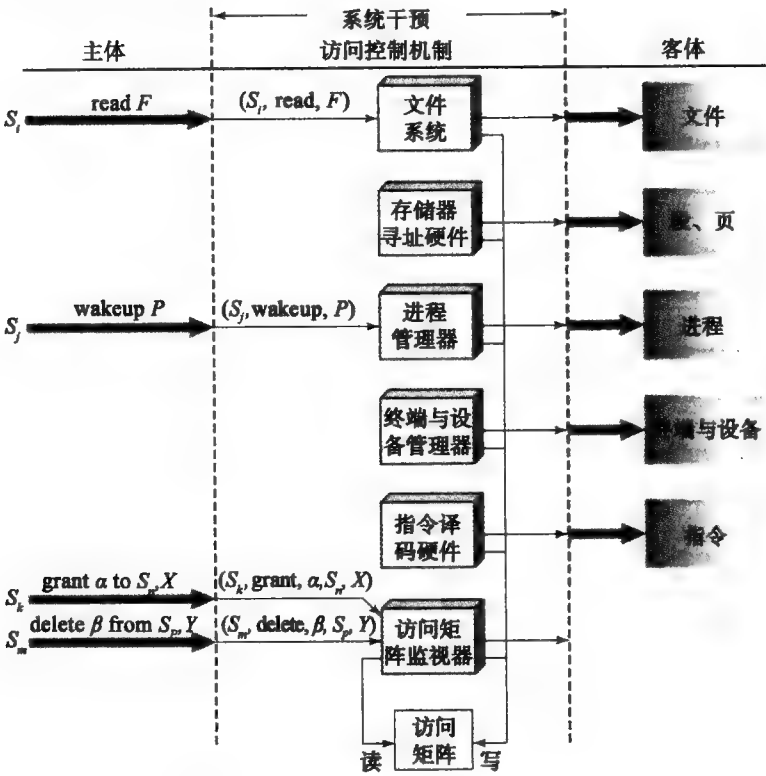 系统干预
主体 访问控制机制 客体
S_i read F (S_i, read, F) 文件
系统 文件
存储器
寻址硬件 、页
S_j wakeup P (S_j, wakeup, P) 进程
管理器 进程
终端与设
备管理器 端与设备
指令译
码硬件 指令
S_k grant α to S_n, X (S_k, grant, α, S_n, X)
S_m delete β from S_p, Y (S_m, delete, β, S_p, Y) 访问矩
阵监视器
访问
矩阵
读 写